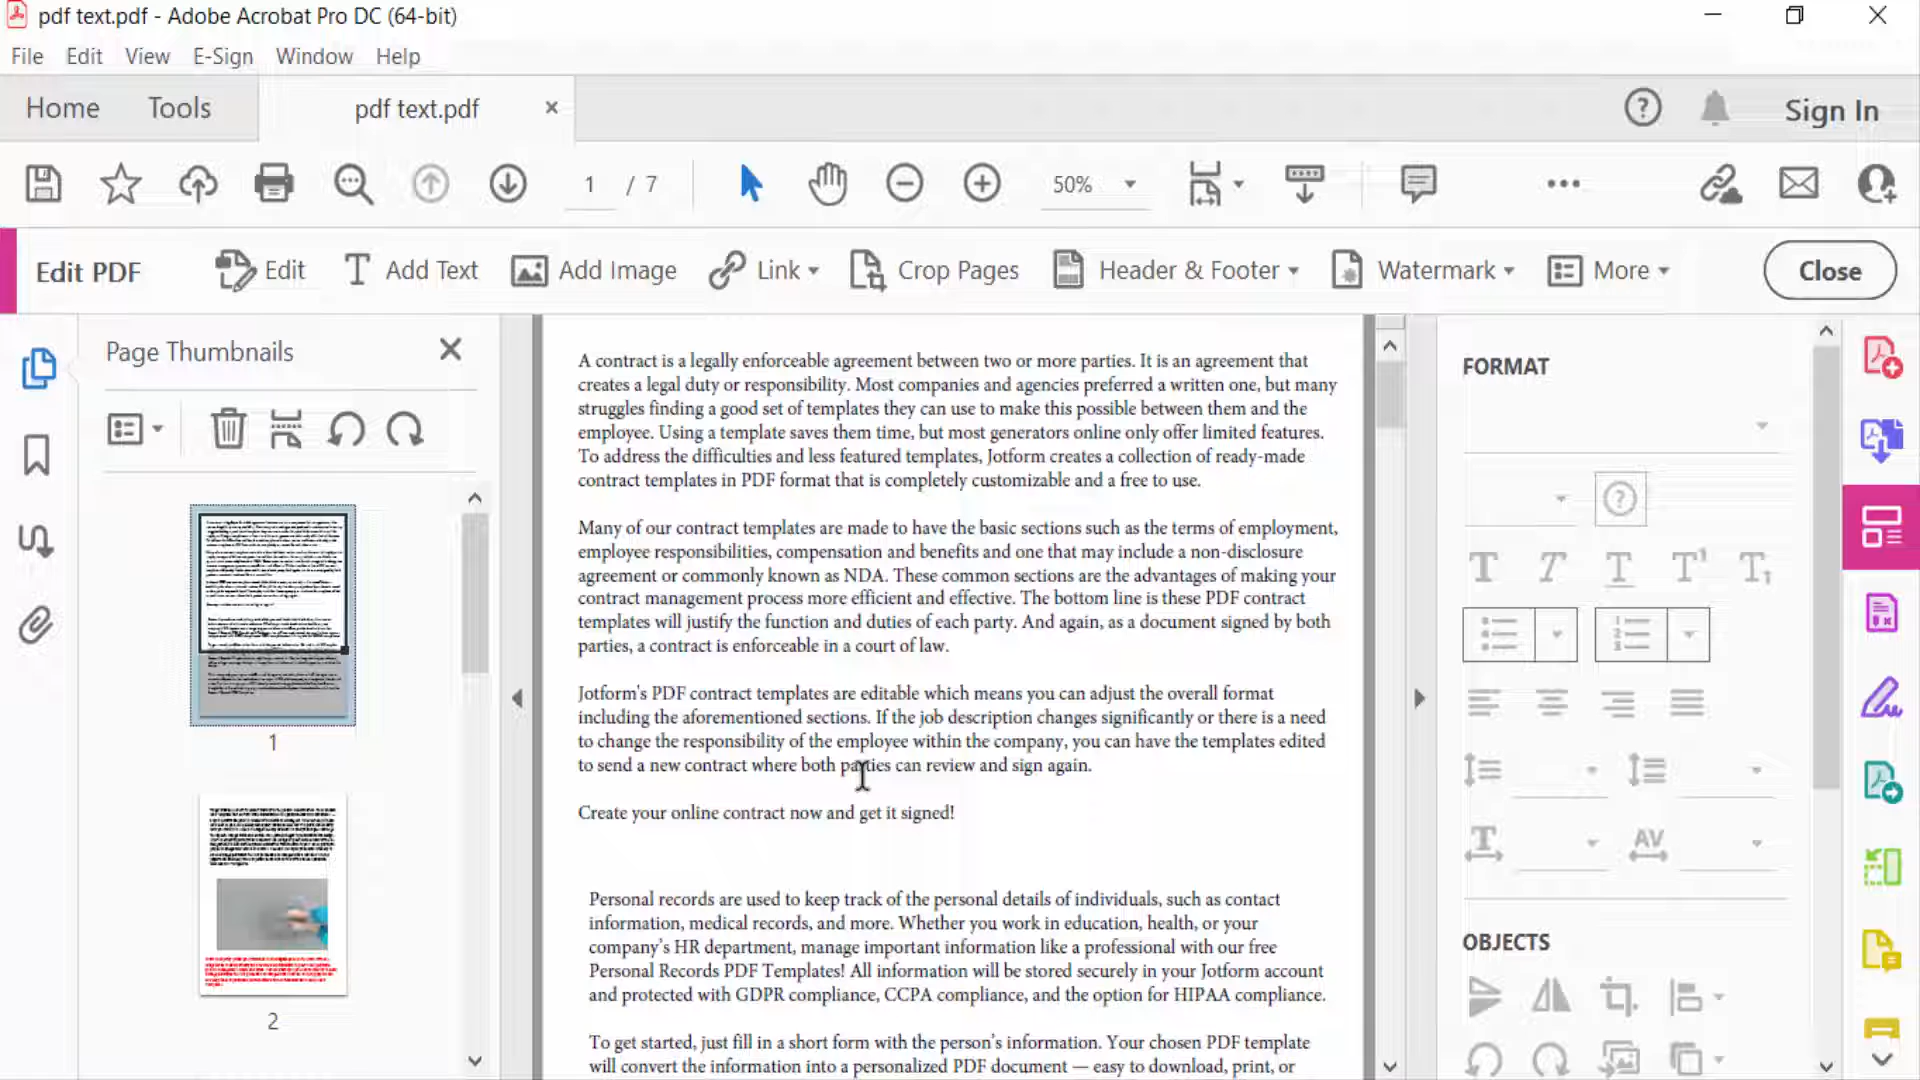 pdf text.pdf - Adobe Acrobat Pro DC (64-bit)
File Edit View E-Sign Window Help
Home Tools pdf text.pdf Sign In
1 / 7 50%
Edit PDF Edit Add Text Add Image Link Crop Pages Header & Footer Watermark More Close
Page Thumbnails
1
2
A contract is a legally enforceable agreement between two or more parties. It is an agreement that
creates a legal duty or responsibility. Most companies and agencies preferred a written one, but many
struggles finding a good set of templates they can use to make this possible between them and the
employee. Using a template saves them time, but most generators online only offer limited features.
To address the difficulties and less featured templates, Jotform creates a collection of ready-made
contract templates in PDF format that is completely customizable and a free to use.
Many of our contract templates are made to have the basic sections such as the terms of employment,
employee responsibilities, compensation and benefits and one that may include a non-disclosure
agreement or commonly known as NDA. These common sections are the advantages of making your
contract management process more efficient and effective. The bottom line is these PDF contract
templates will justify the function and duties of each party. And again, as a document signed by both
parties, a contract is enforceable in a court of law.
Jotform's PDF contract templates are editable which means you can adjust the overall format
including the aforementioned sections. If the job description changes significantly or there is a need
to change the responsibility of the employee within the company, you can have the templates edited
to send a new contract where both parties can review and sign again.
Create your online contract now and get it signed!
Personal records are used to keep track of the personal details of individuals, such as contact
information, medical records, and more. Whether you work in education, health, or your
company's HR department, manage important information like a professional with our free
Personal Records PDF Templates! All information will be stored securely in your Jotform account
and protected with GDPR compliance, CCPA compliance, and the option for HIPAA compliance.
To get started, just fill in a short form with the person's information. Your chosen PDF template
will convert the information into a personalized PDF document — easy to download, print, or
FORMAT
OBJECTS